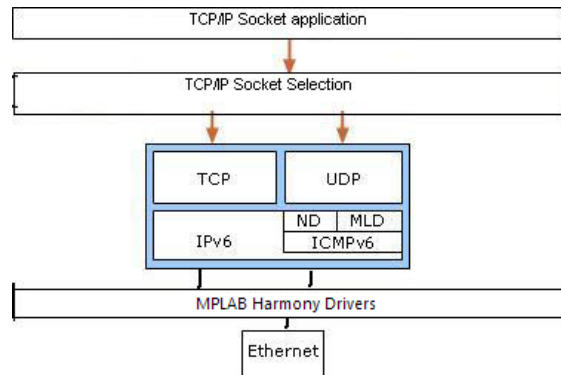 TCP/IP Socket application
TCP/IP Socket Selection
TCP
UDP
IPv6
ND
MLD
ICMPv6
MPLAB Harmony Drivers
Ethernet